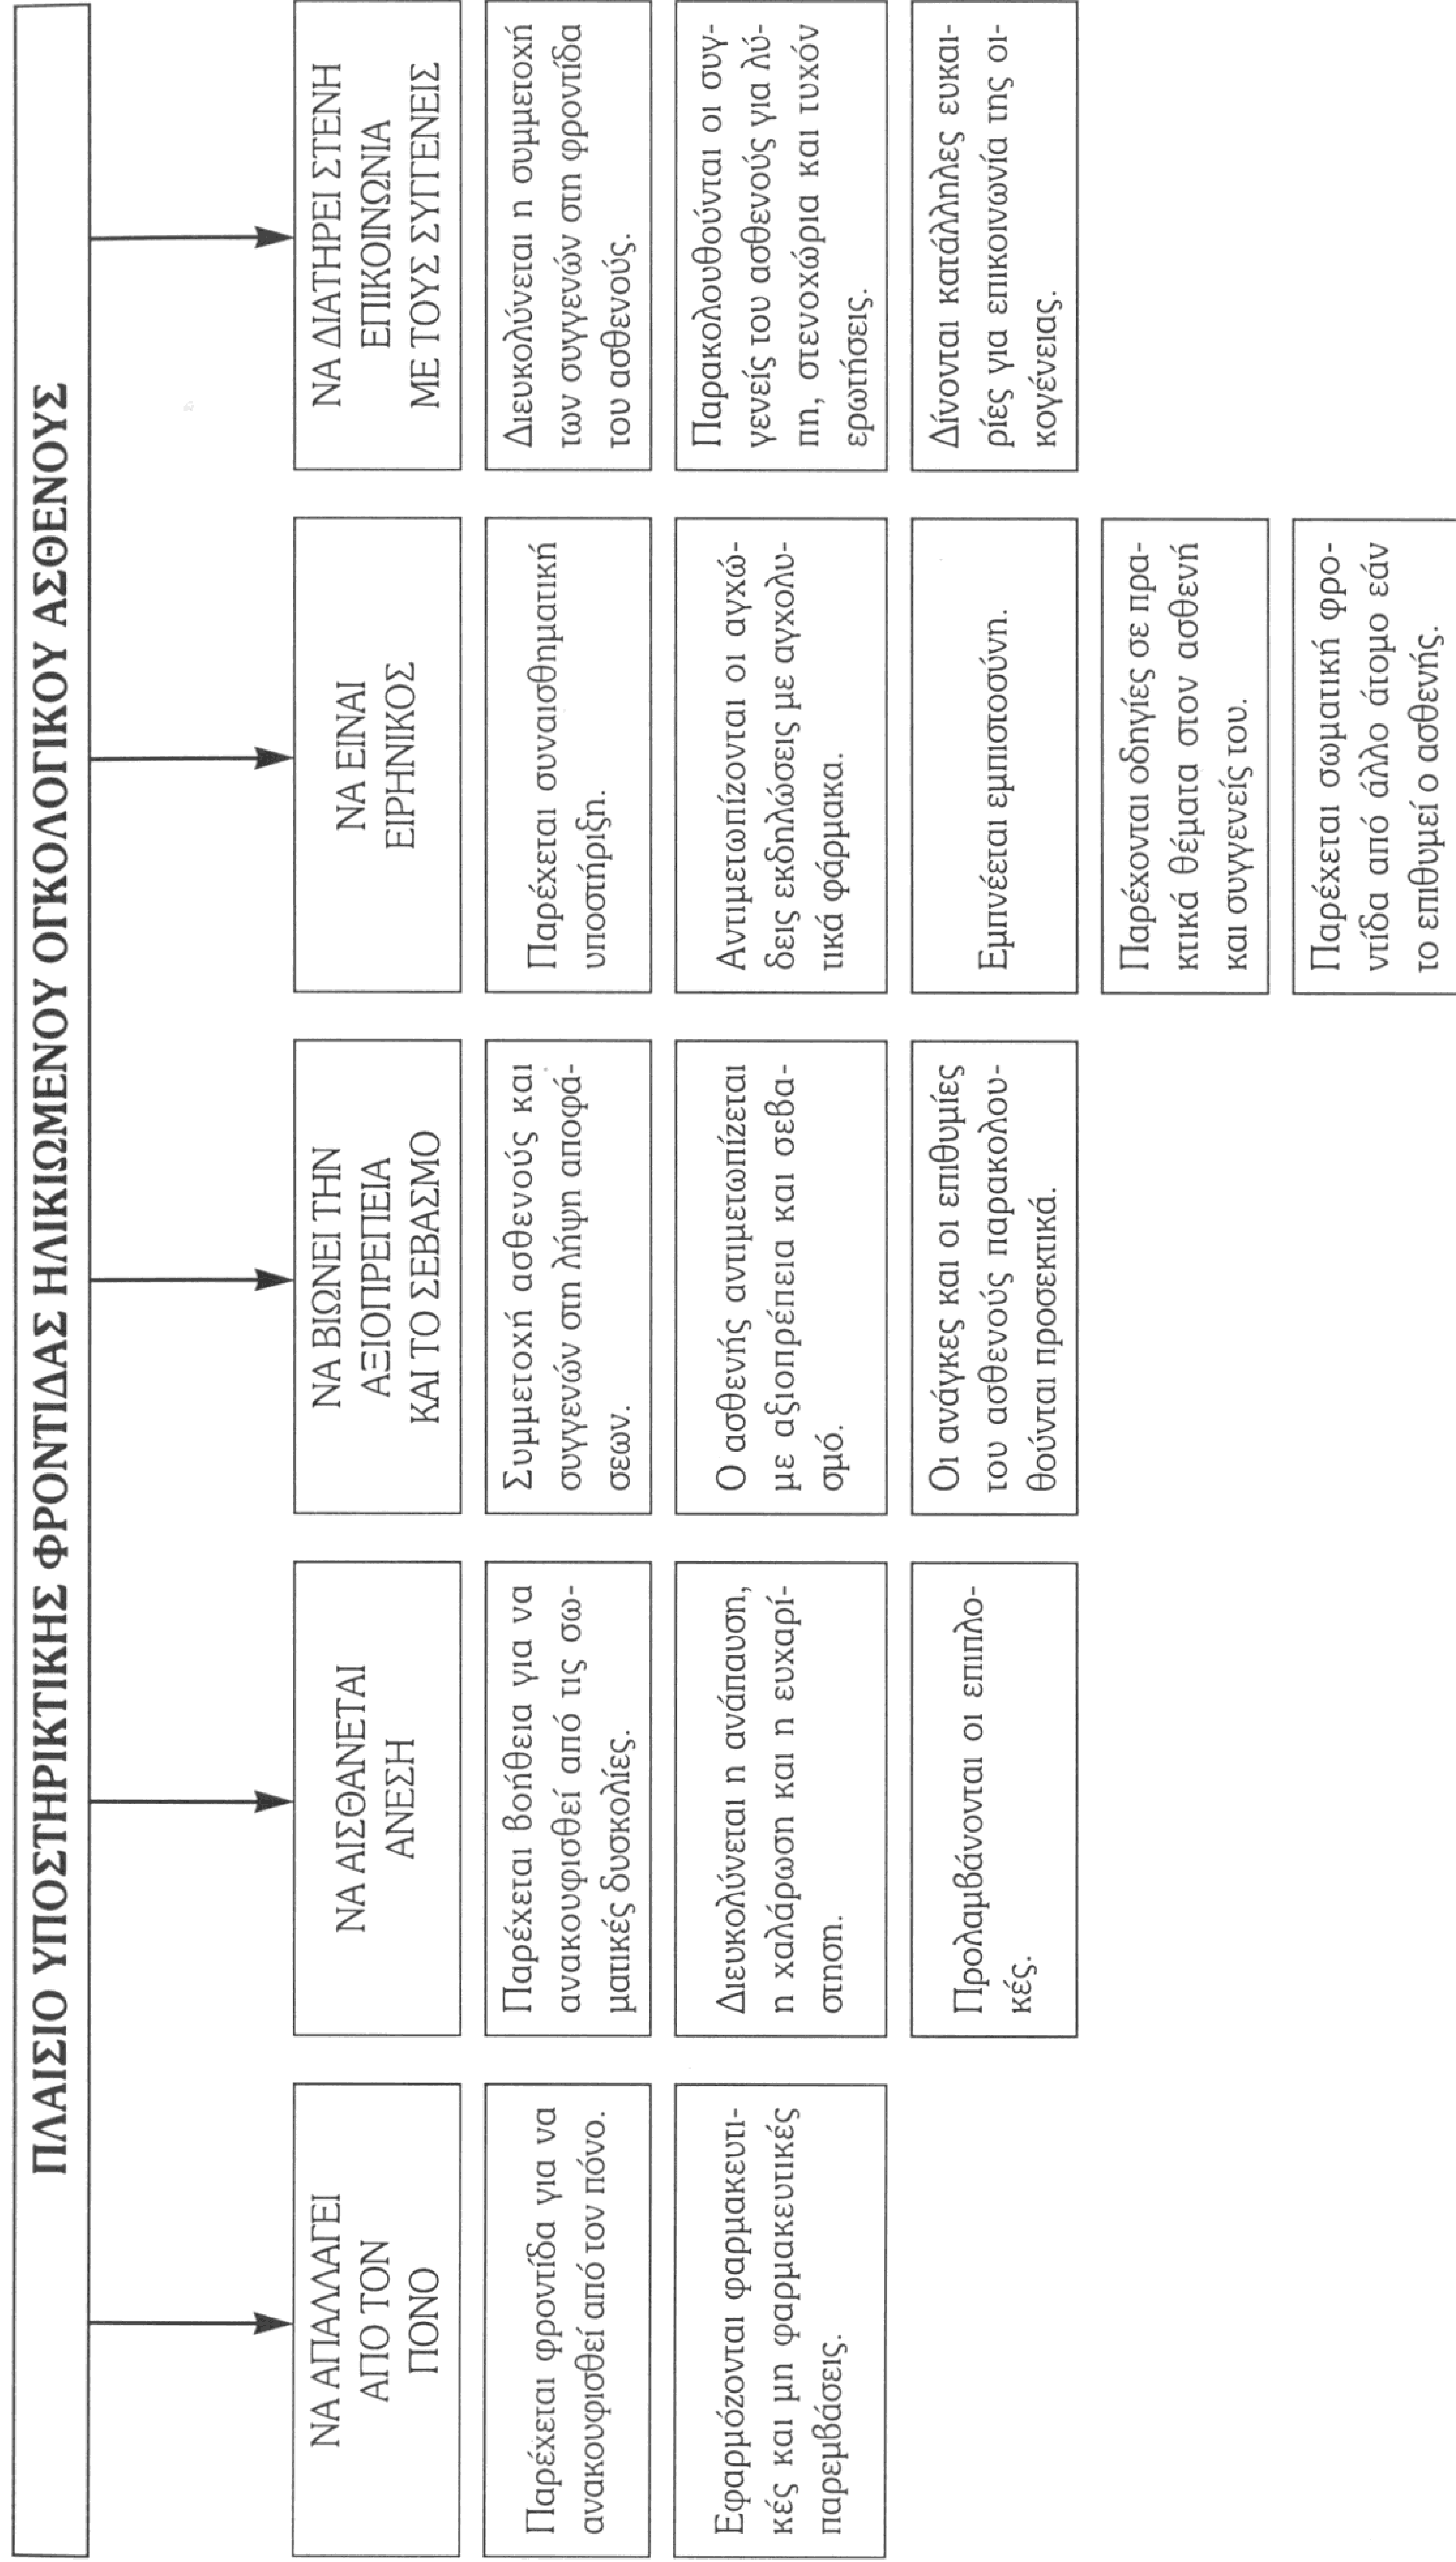 ΠΛΑΙΣΙΟ ΥΠΟΣΤΗΡΙΚΤΙΚΗΣ ΦΡΟΝΤΙΔΑΣ ΗΛΙΚΙΩΜΕΝΟΥ ΟΓΚΟΛΟΓΙΚΟΥ ΑΣΘΕΝΟΥΣ
ΝΑ ΑΠΑΛΛΑΓΕΙ
ΑΠΟ ΤΟΝ
ΠΟΝΟ
Παρέχεται φροντίδα για να
ανακουφισθεί από τον πόνο.
Εφαρμόζονται φαρμακευτι-
κές και μη φαρμακευτικές
παρεμβάσεις.
ΝΑ ΑΙΣΘΑΝΕΤΑΙ
ΑΝΕΣΗ
Παρέχεται βοήθεια για να
ανακουφισθεί από τις σω-
ματικές δυσκολίες.
Διευκολύνεται η ανάπαυση,
η χαλάρωση και η ευχαρί-
στηση.
Προλαμβάνονται οι επιπλο-
κές.
ΝΑ ΒΙΩΝΕΙ ΤΗΝ
ΑΞΙΟΠΡΕΠΕΙΑ
ΚΑΙ ΤΟ ΣΕΒΑΣΜΟ
Συμμετοχή ασθενούς και
συγγενών στη λήψη αποφά-
σεων.
Ο ασθενής αντιμετωπίζεται
με αξιοπρέπεια και σεβα-
σμό.
Οι ανάγκες και οι επιθυμίες
του ασθενούς παρακολου-
θούνται προσεκτικά.
ΝΑ ΕΙΝΑΙ
ΕΙΡΗΝΙΚΟΣ
Παρέχεται συναισθηματική
υποστήριξη.
Αντιμετωπίζονται οι αγχώ-
δεις εκδηλώσεις με αγχολυ-
τικά φάρμακα.
Εμπνέεται εμπιστοσύνη.
Παρέχονται οδηγίες σε πρα-
κτικά θέματα στον ασθενή
και συγγενείς του.
Παρέχεται σωματική φρο-
ντίδα από άλλο άτομο εάν
το επιθυμεί ο ασθενής.
ΝΑ ΔΙΑΤΗΡΕΙ ΣΤΕΝΗ
ΕΠΙΚΟΙΝΩΝΙΑ
ΜΕ ΤΟΥΣ ΣΥΓΓΕΝΕΙΣ
Διευκολύνεται η συμμετοχή
των συγγενών στη φροντίδα
του ασθενούς.
Παρακολουθούνται οι συγ-
γενείς του ασθενούς για λύ-
πη, στενοχώρια και τυχόν
ερωτήσεις.
Δίνονται κατάλληλες ευκαι-
ρίες για επικοινωνία της οι-
κογένειας.